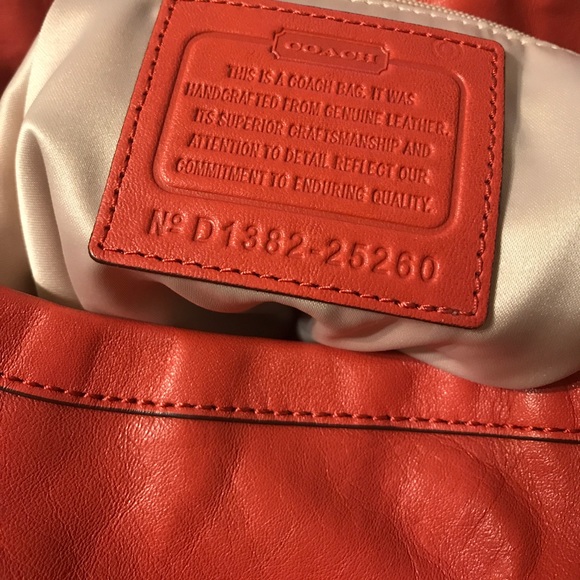 COACH
THIS IS A COACH BAG. IT WAS
HANDCRAFTED FROM GENUINE LEATHER.
ITS SUPERIOR CRAFTSMANSHIP AND
ATTENTION TO DETAIL REFLECT OUR
COMMITMENT TO ENDURING QUALITY.
Nº D1382-25260